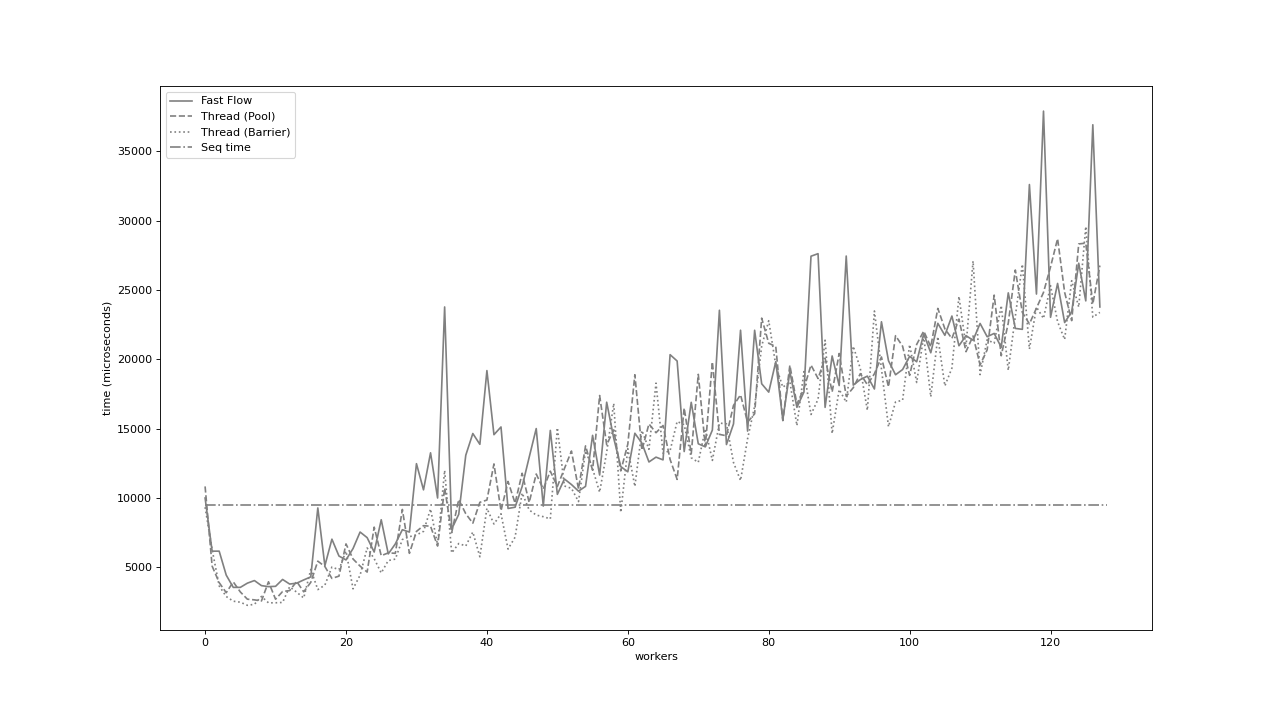 Fast Flow
Thread (Pool)
Thread (Barrier)
Seq time
35000
30000
25000
20000
15000
10000
5000
time (microseconds)
0 20 40 60 80 100 120
workers